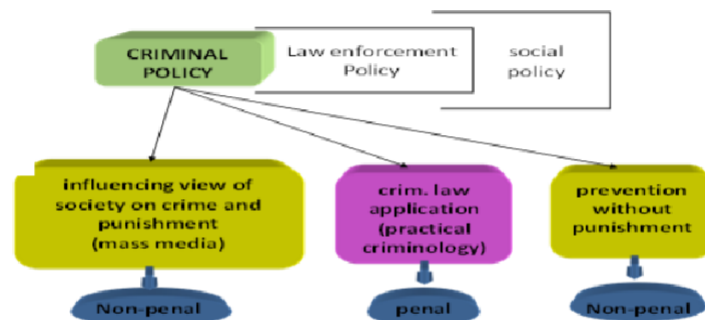 CRIMINAL
POLICY
Law enforcement
Policy
social
policy
influencing view of
society on crime and
punishment
(mass media)
crim. law
application
(practical
criminology)
prevention
without
punishment
Non-penal
penal
Non-penal